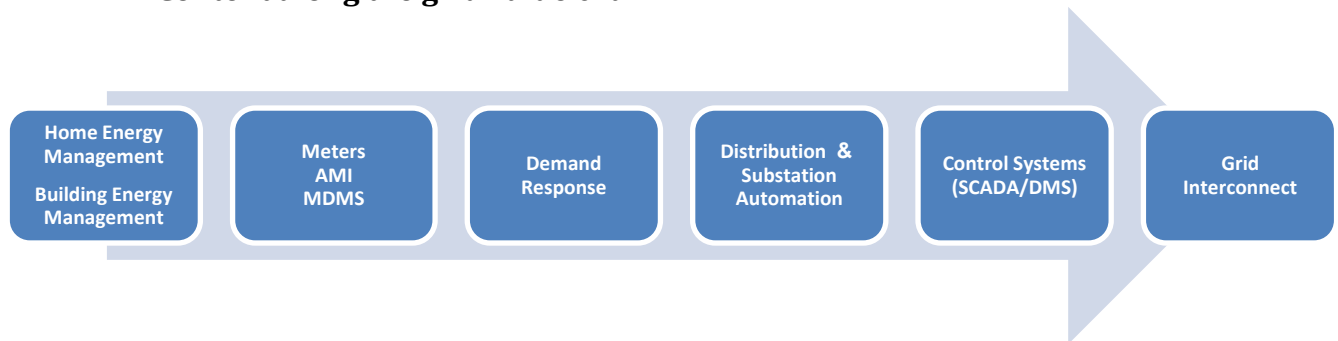 Home Energy
Management
Building Energy
Management
Meters
AMI
MDMS
Demand
Response
Distribution &
Substation
Automation
Control Systems
(SCADA/DMS)
Grid
Interconnect